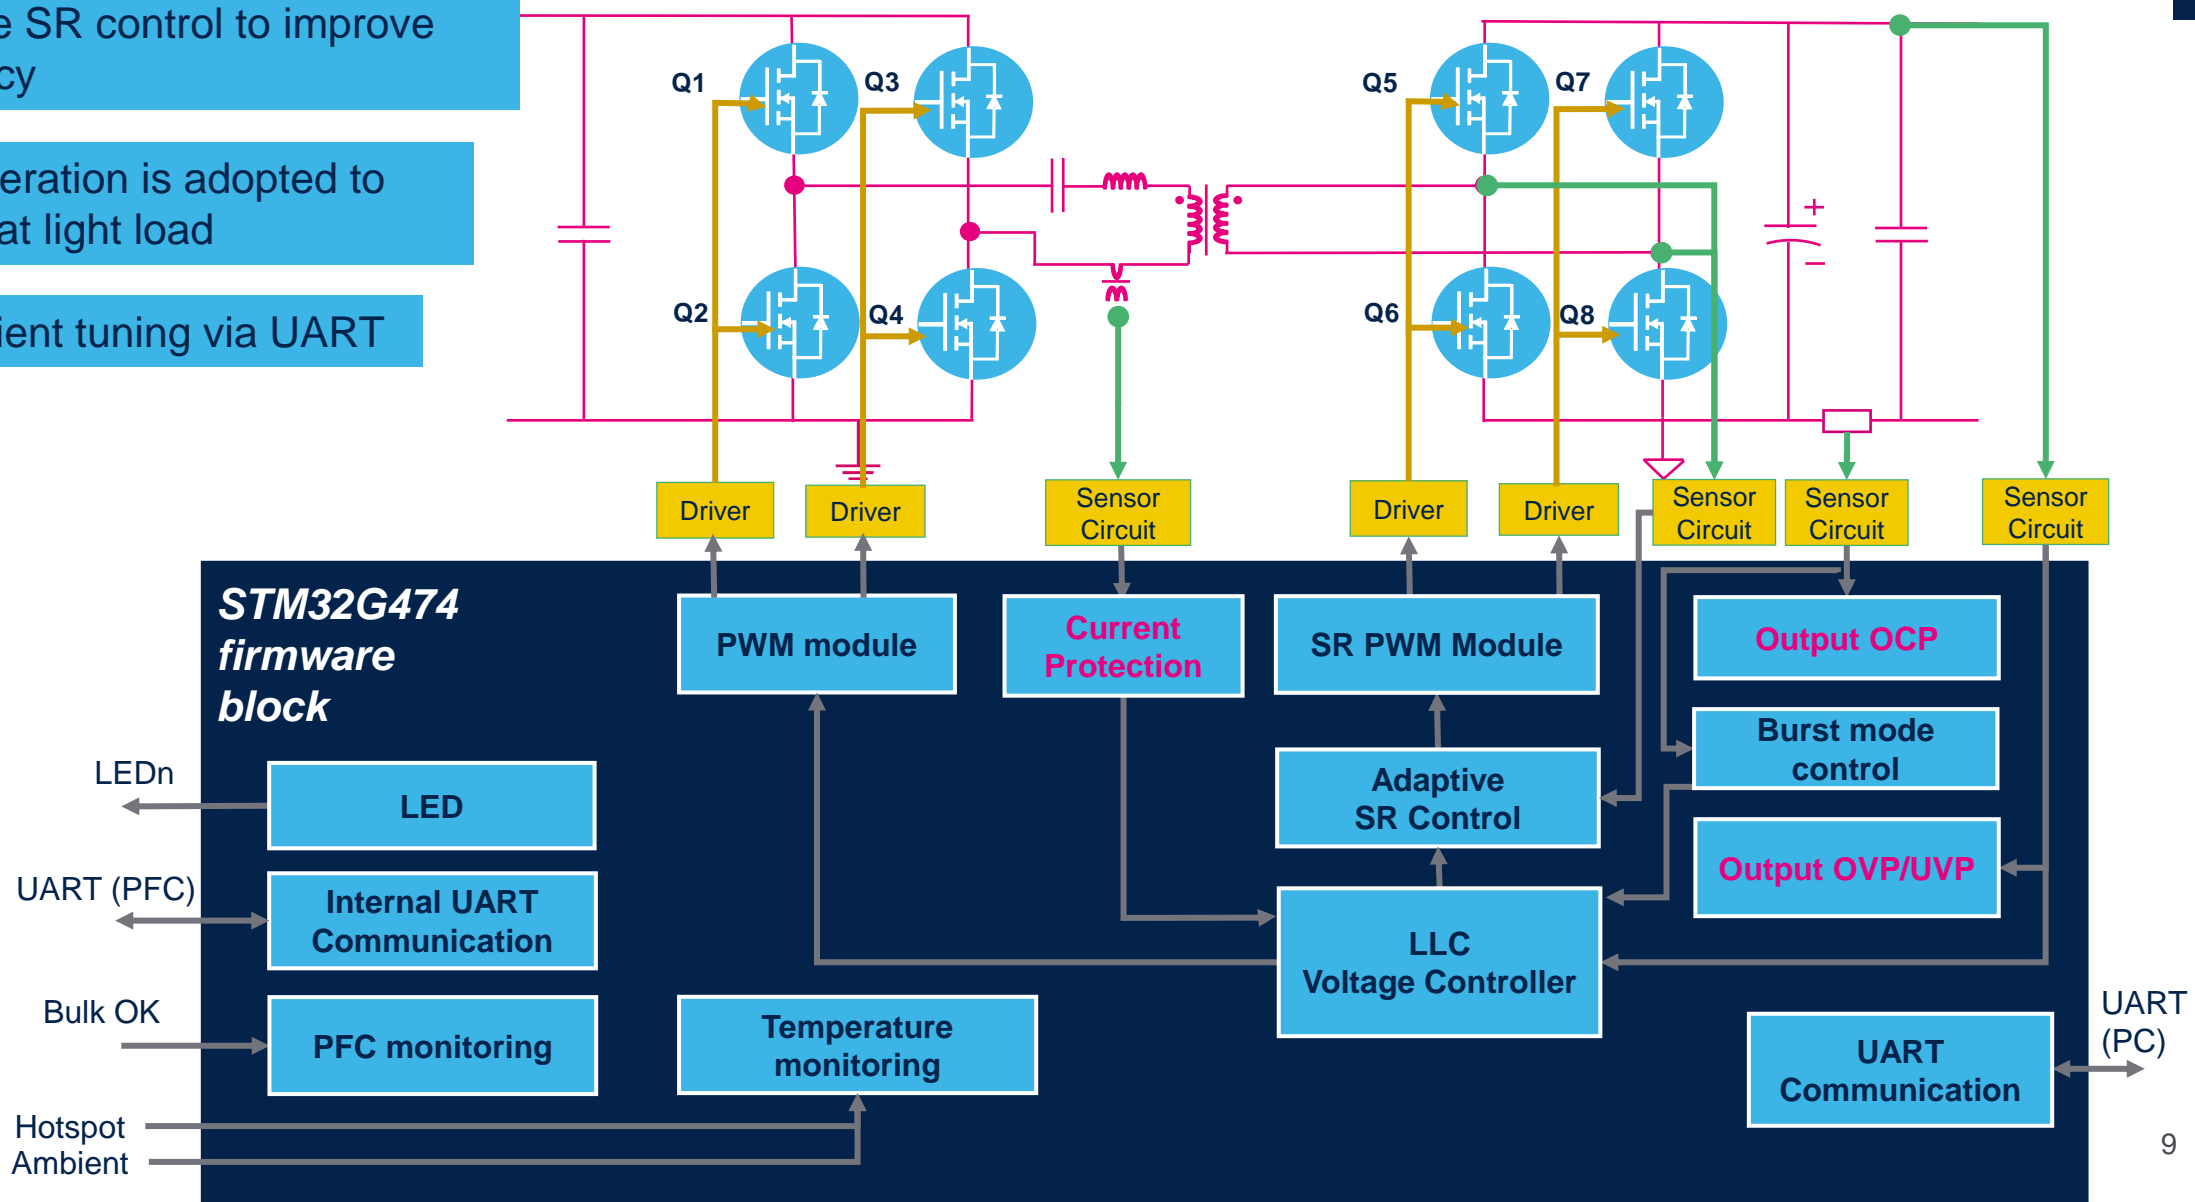 e SR control to improve
cy
eration is adopted to
at light load
ient tuning via UART
Q1
Q3
Q5
Q7
Q2
Q4
Q6
Q8
+
Driver
Driver
Sensor
Circuit
Driver
Driver
Sensor
Circuit
Sensor
Circuit
Sensor
Circuit
STM32G474
firmware
block
PWM module
Current
Protection
SR PWM Module
Output OCP
Burst mode
control
Adaptive
SR Control
Output OVP/UVP
LEDn
LED
UART (PFC)
Internal UART
Communication
LLC
Voltage Controller
Bulk OK
PFC monitoring
Temperature
monitoring
UART
Communication
UART
(PC)
Hotspot
Ambient
9